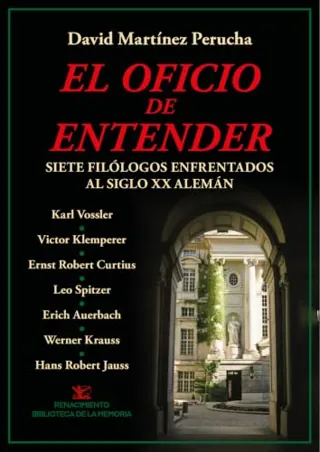 David Martínez Perucha
EL OFICIO
DE
ENTENDER
SIETE FILÓLOGOS ENFRENTADOS
AL SIGLO XX ALEMÁN
Karl Vossler
Victor Klemperer
Ernst Robert Curtius
Leo Spitzer
Erich Auerbach
Werner Krauss
Hans Robert Jauss
RENACIMIENTO
BIBLIOTECA DE LA MEMORIA